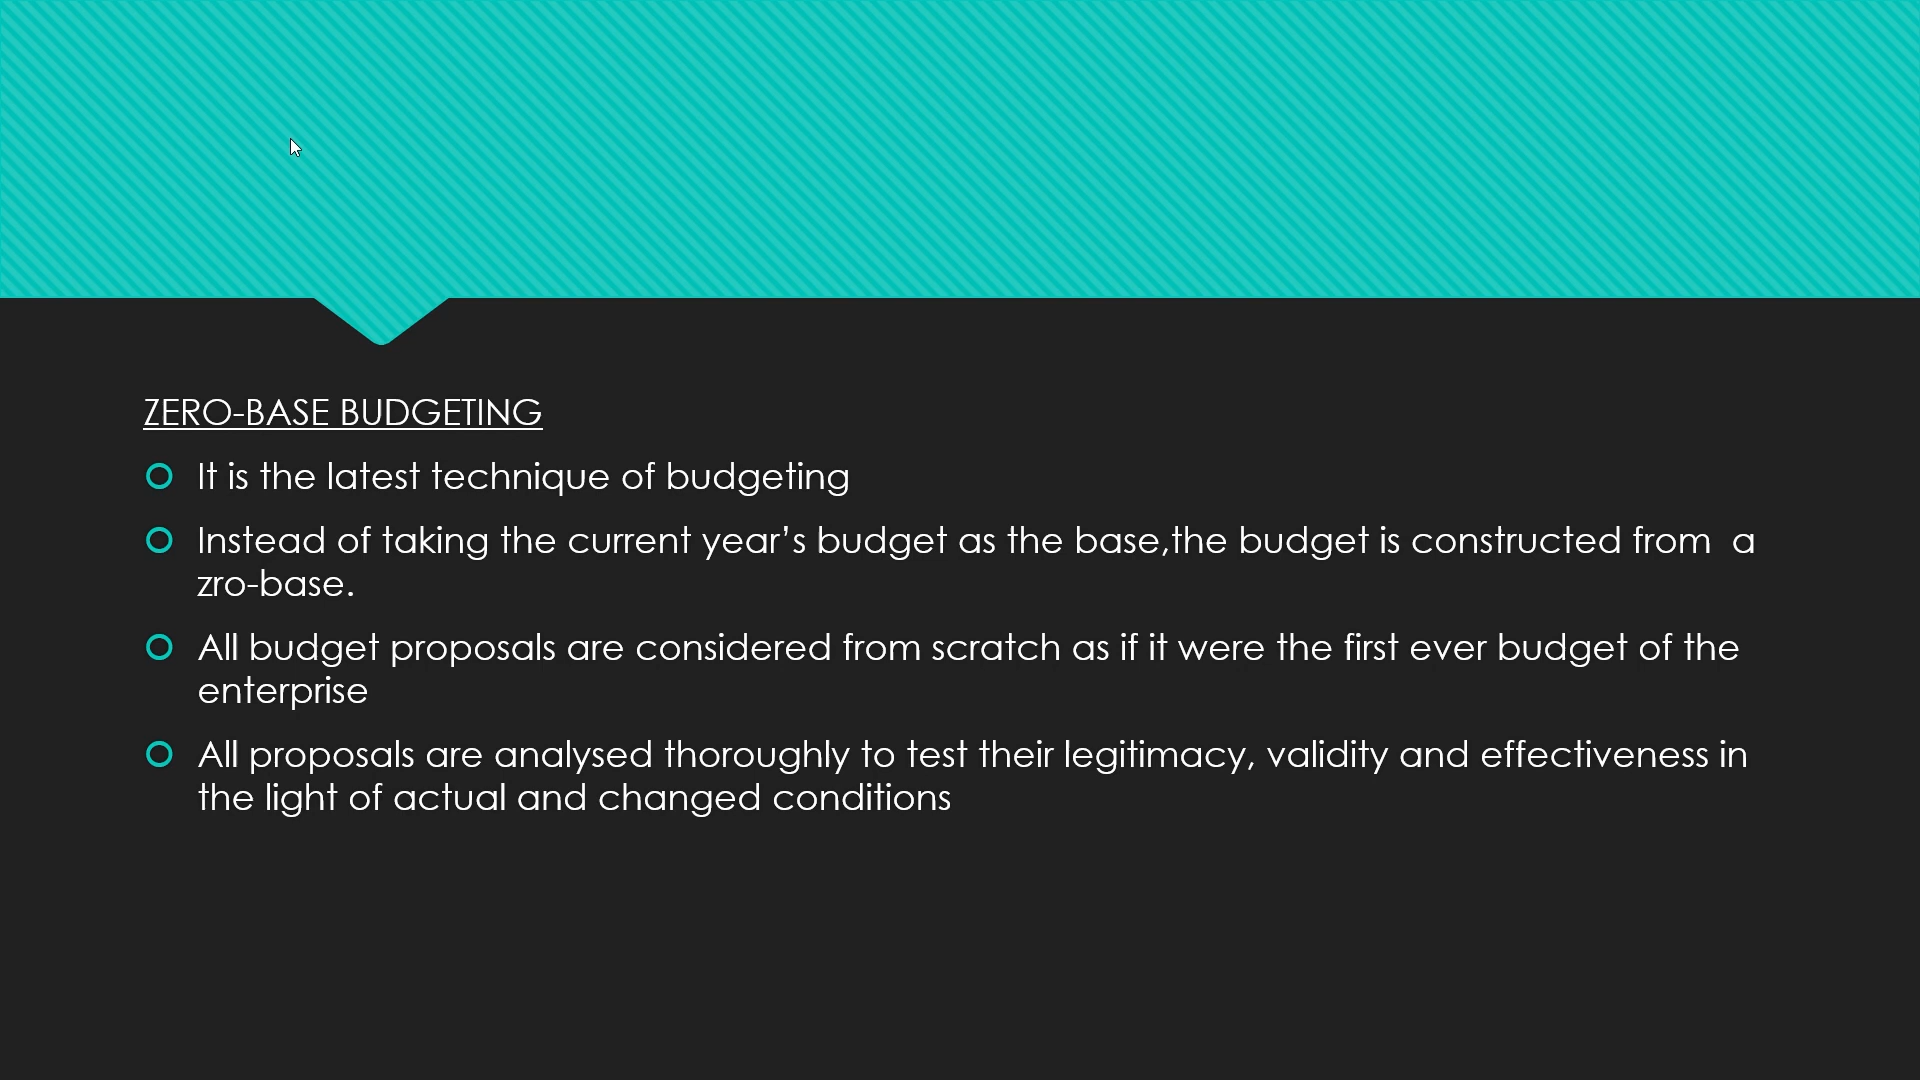 ZERO-BASE BUDGETING
It is the latest technique of budgeting
Instead of taking the current year’s budget as the base,the budget is constructed from  a
zro-base.
All budget proposals are considered from scratch as if it were the first ever budget of the
enterprise
All proposals are analysed thoroughly to test their legitimacy, validity and effectiveness in
the light of actual and changed conditions